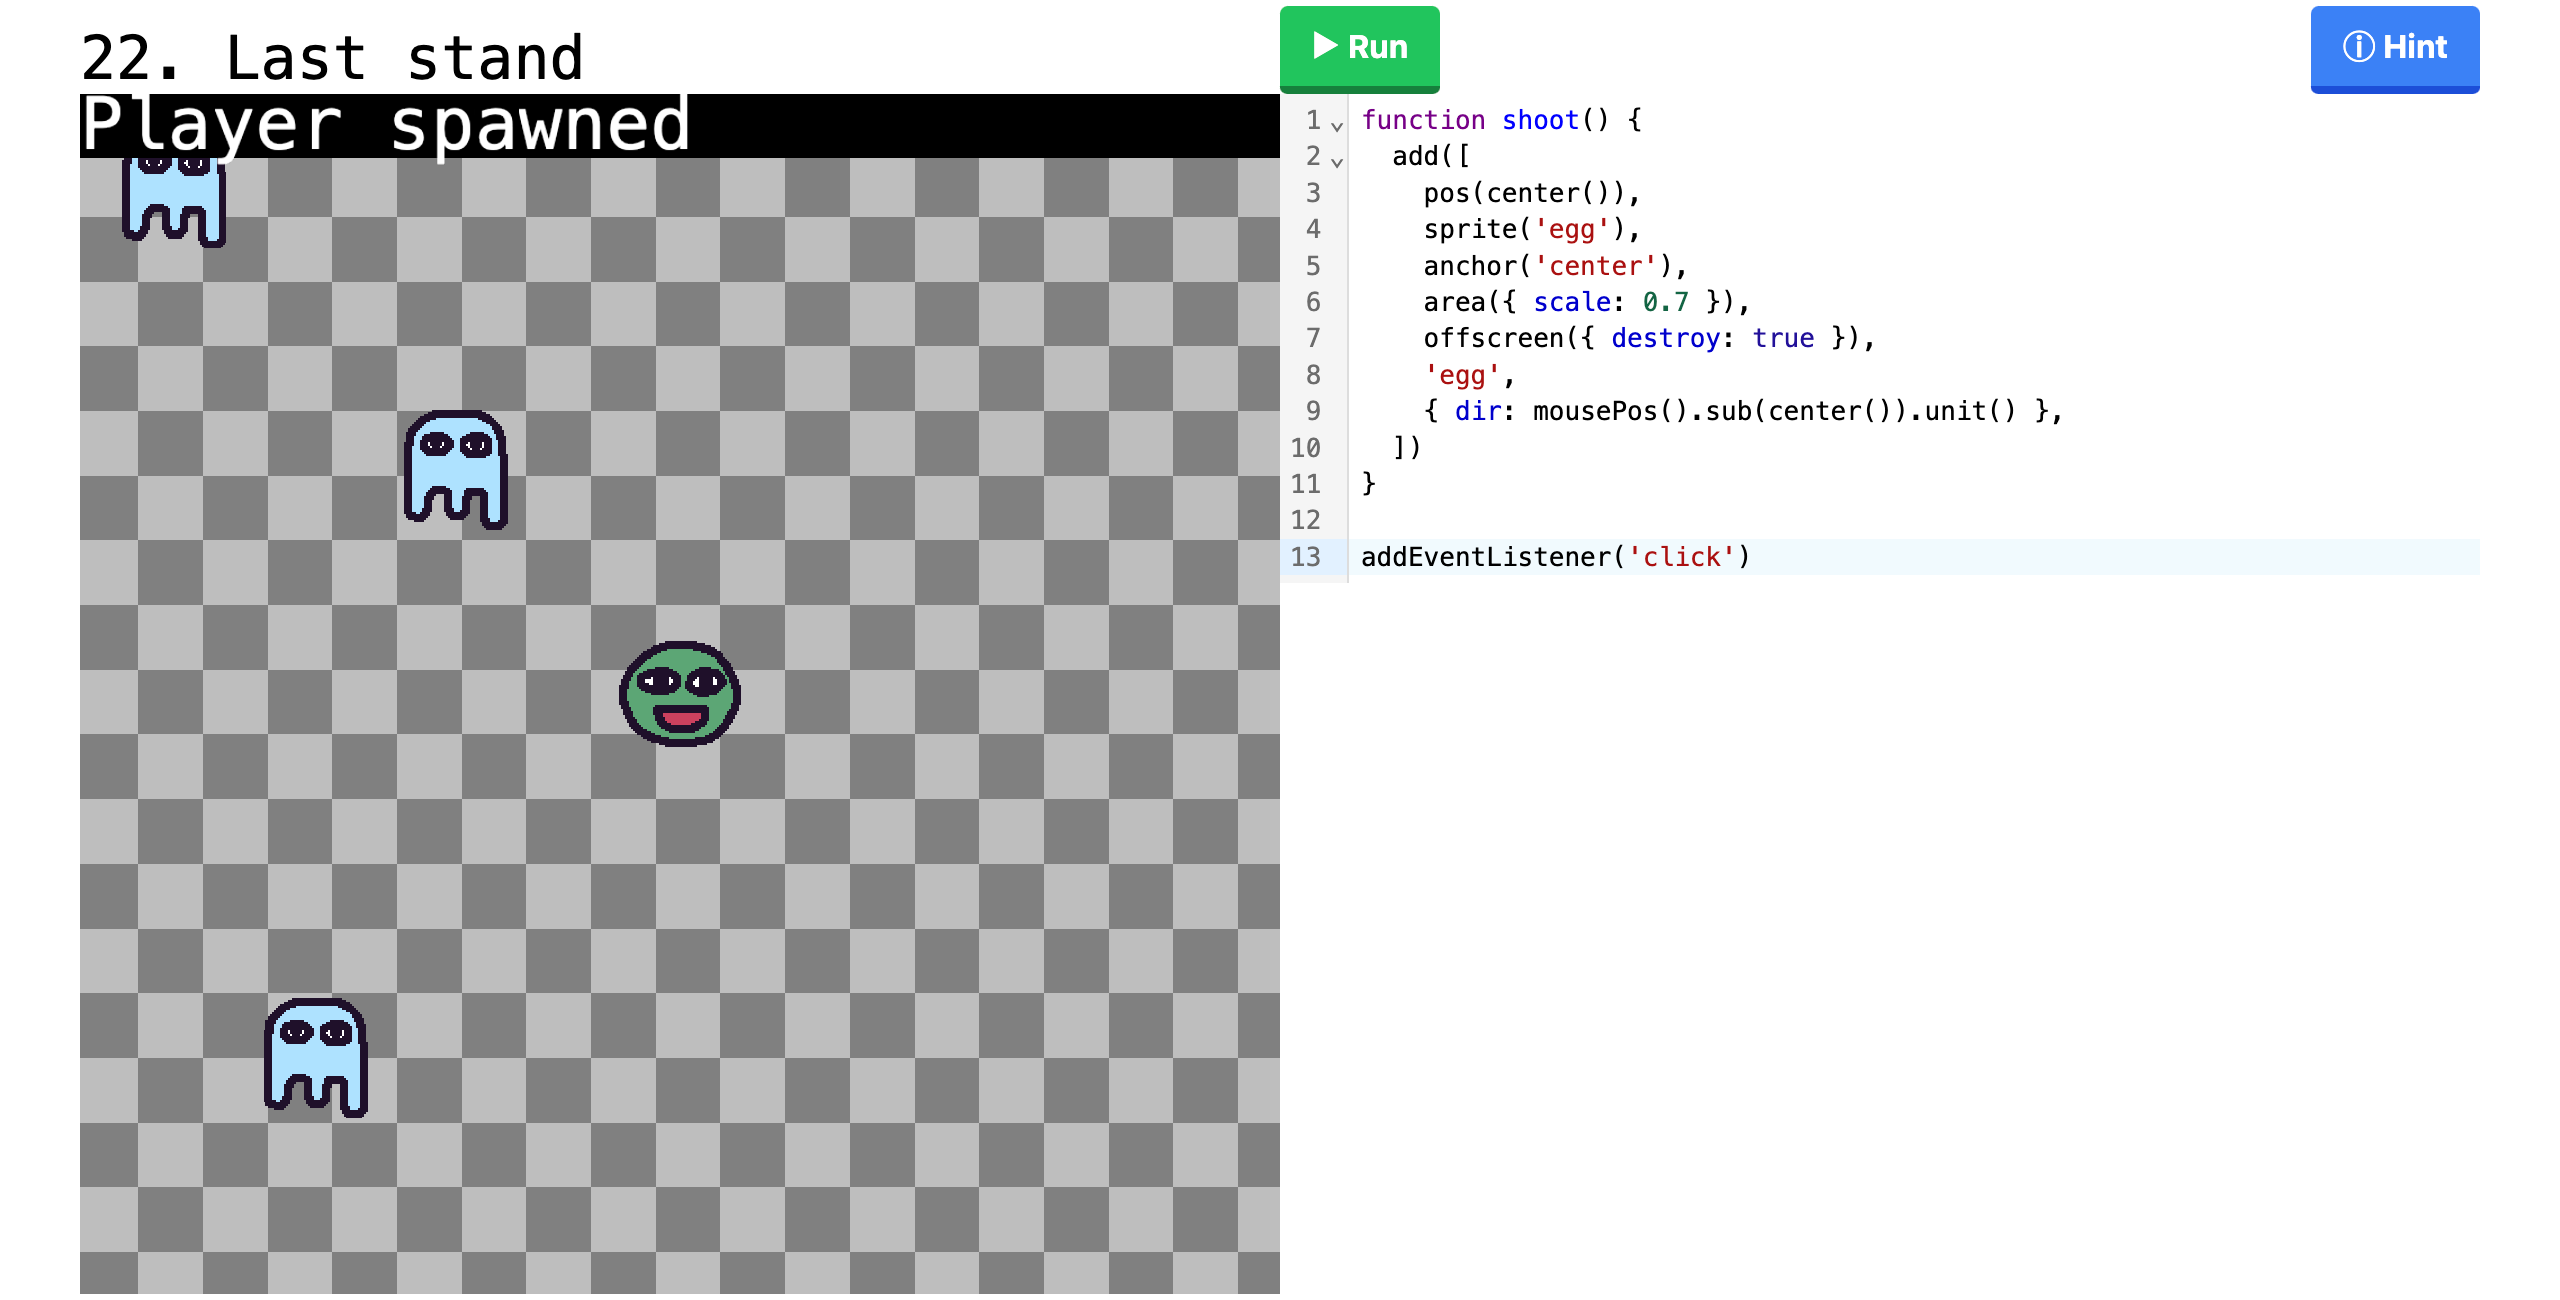 22. Last stand
▶ Run
ⓘ Hint
Player spawned
1 function shoot() {
2   add([
3     pos(center()),
4     sprite('egg'),
5     anchor('center'),
6     area({ scale: 0.7 }),
7     offscreen({ destroy: true }),
8     'egg',
9     { dir: mousePos().sub(center()).unit() },
10   ])
11 }
12
13 addEventListener('click')